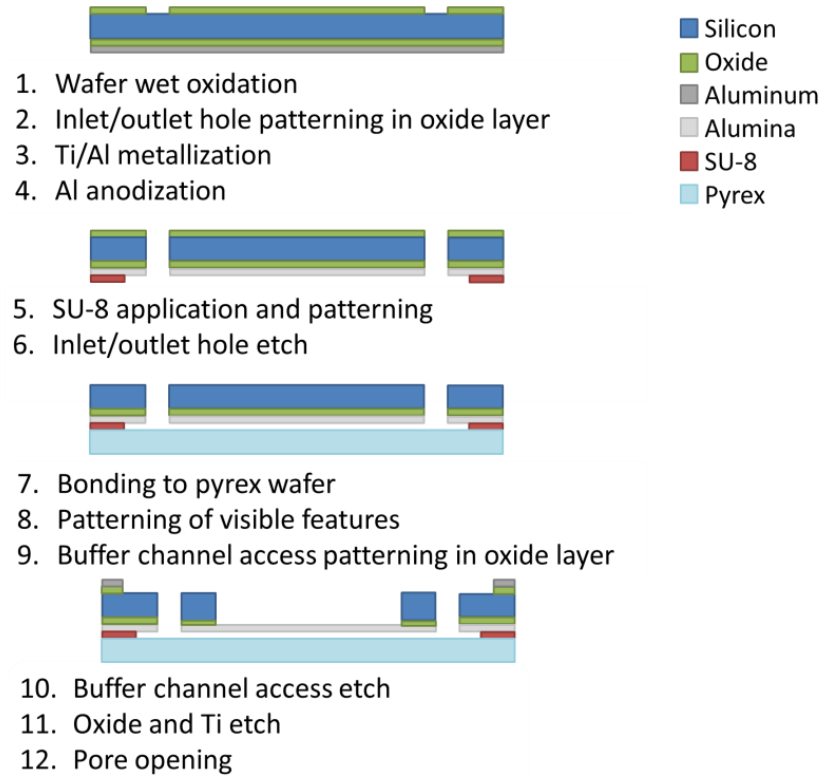 Silicon
Oxide
Aluminum
Alumina
SU-8
Pyrex
1. Wafer wet oxidation
2. Inlet/outlet hole patterning in oxide layer
3. Ti/Al metallization
4. Al anodization
5. SU-8 application and patterning
6. Inlet/outlet hole etch
7. Bonding to pyrex wafer
8. Patterning of visible features
9. Buffer channel access patterning in oxide layer
10. Buffer channel access etch
11. Oxide and Ti etch
12. Pore opening